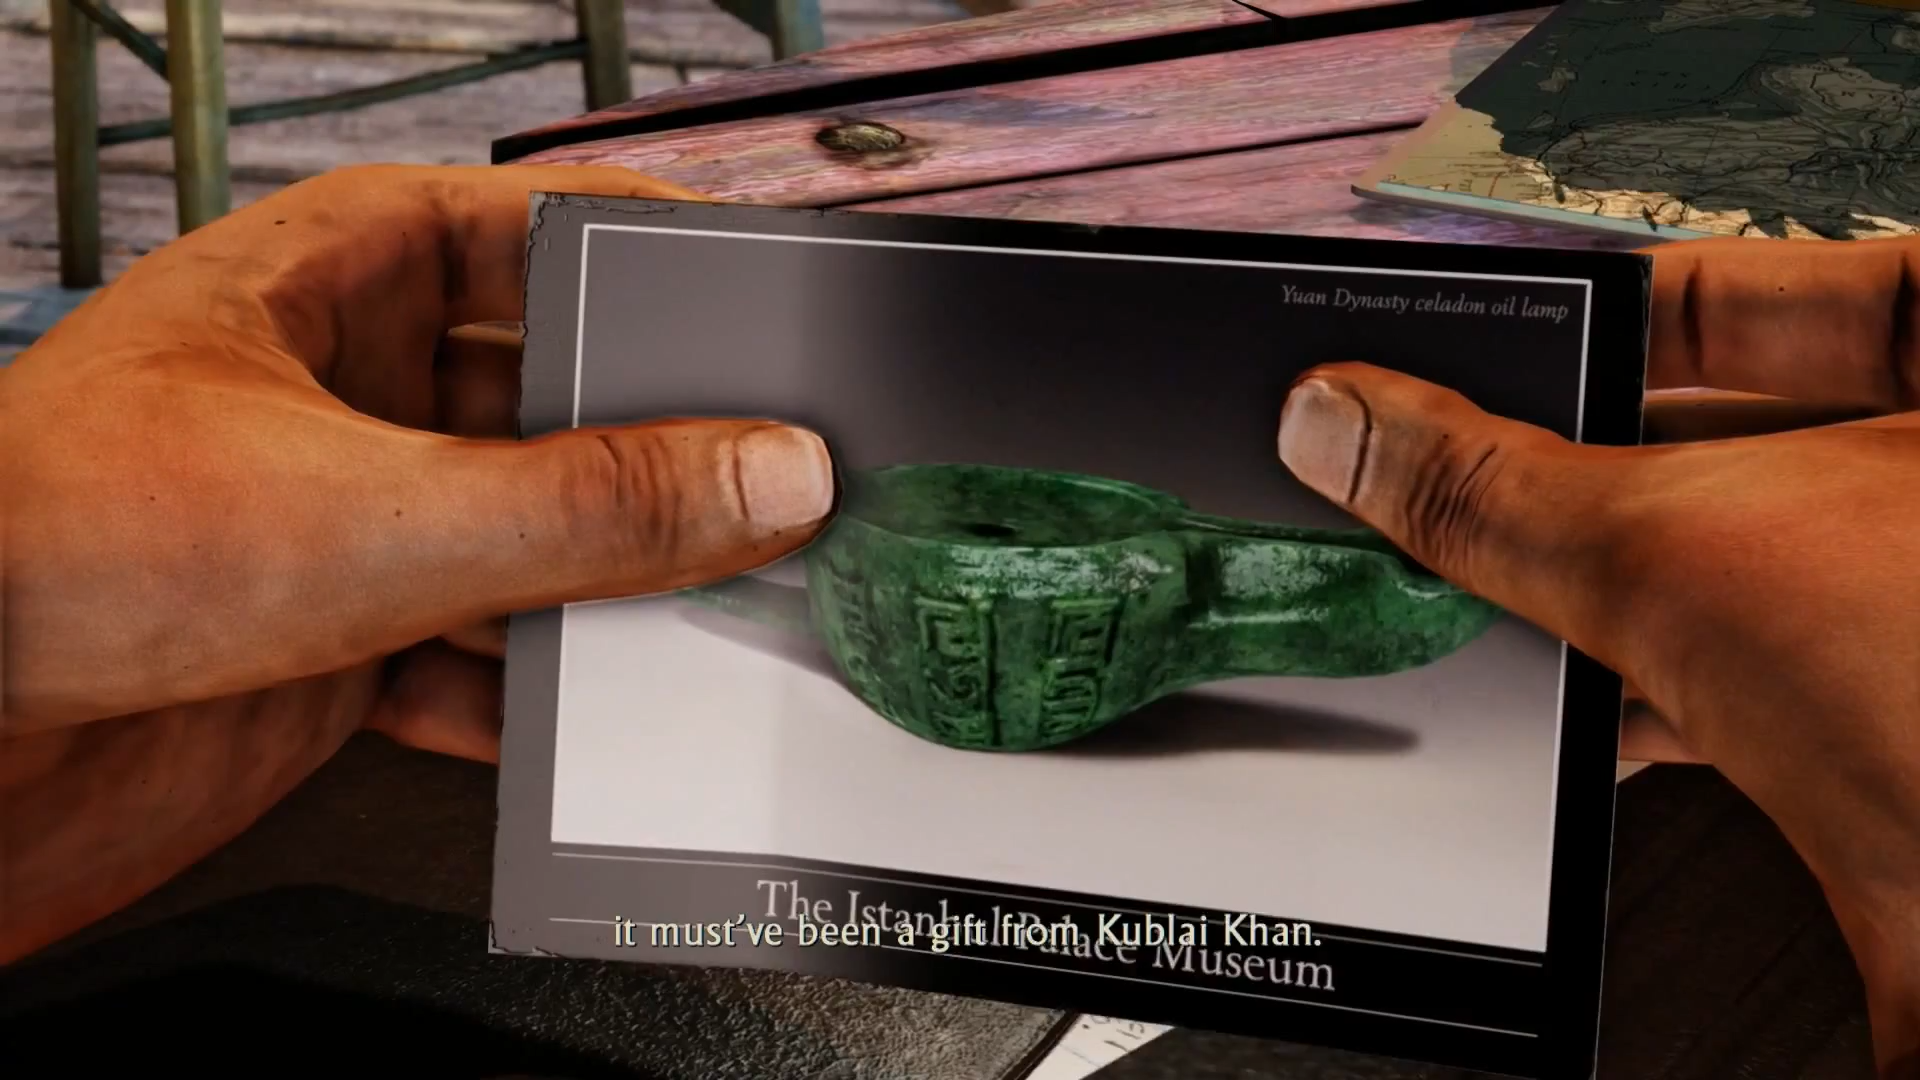 Yuan Dynasty celadon oil lamp
The Istanbul Palace Museum
it must've been a gift from Kublai Khan.